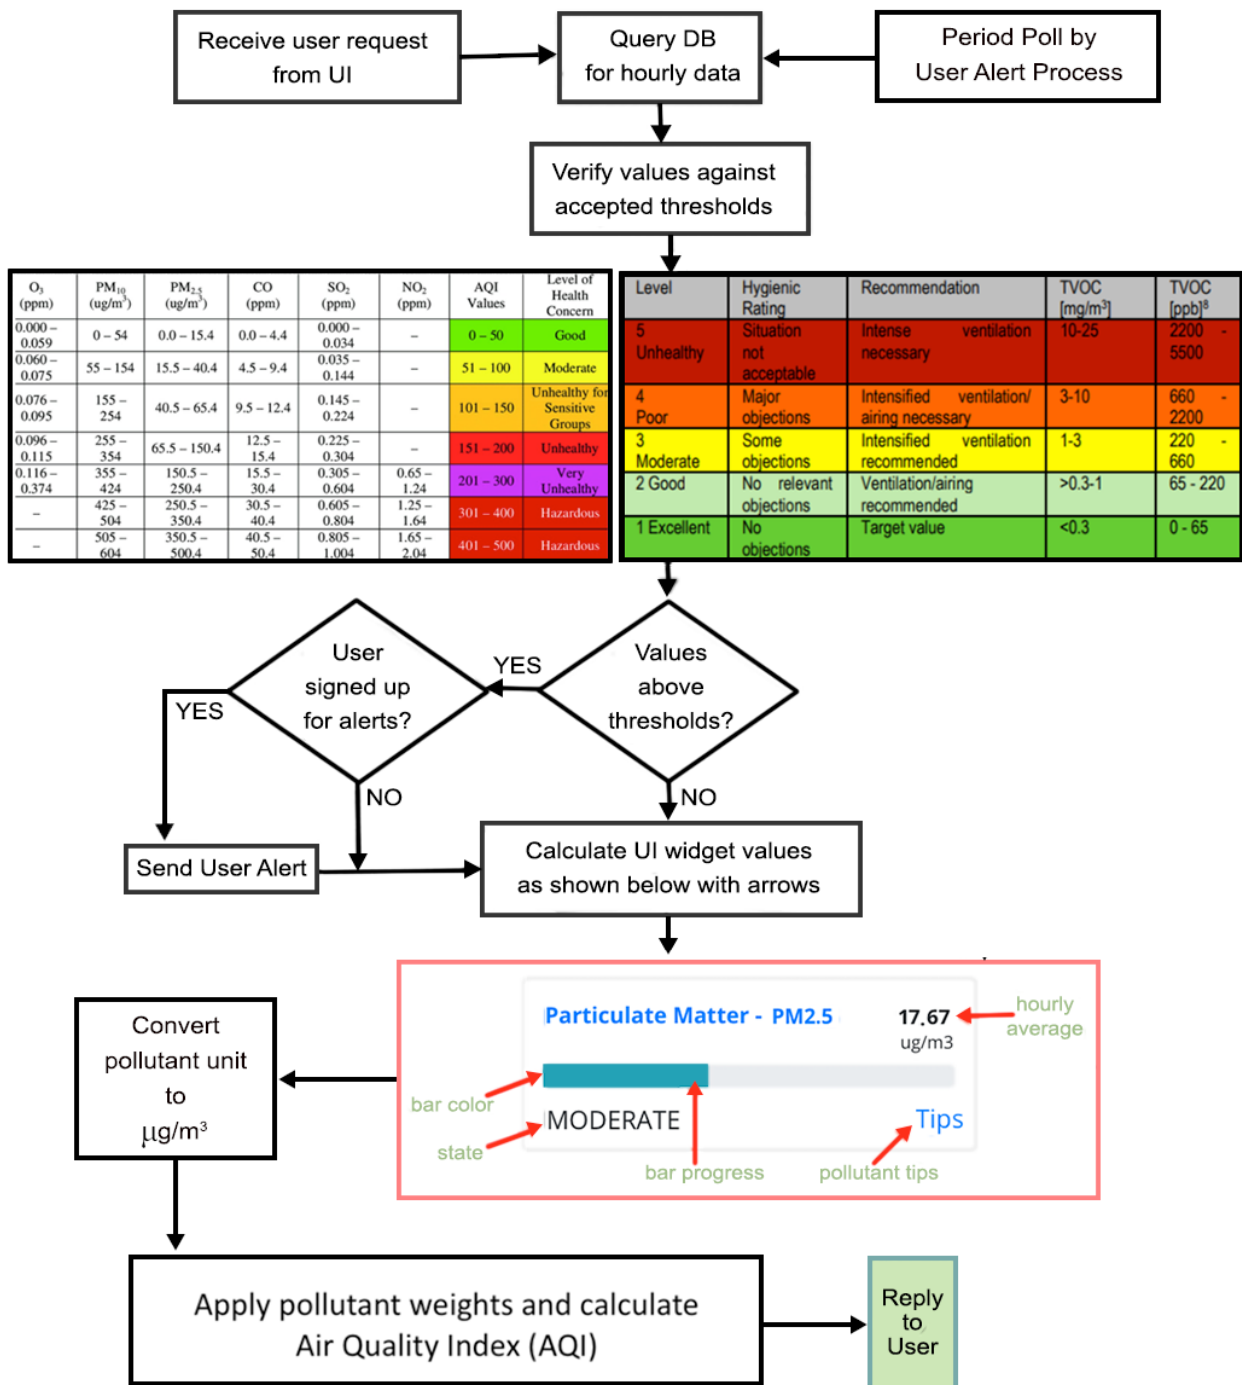 Receive user request
from UI
Query DB
for hourly data
Period Poll by
User Alert Process
Verify values against
accepted thresholds
O₃
(ppm)
PM₁₀
(ug/m³)
PM₂.₅
(ug/m³)
CO
(ppm)
SO₂
(ppm)
NO₂
(ppm)
AQI
Values
Level of
Health
Concern
0.000 –
0.059
0 – 54
0.0 – 15.4
0.0 – 4.4
0.000 –
0.034
–
0 – 50
Good
0.060 –
0.075
55 – 154
15.5 – 40.4
4.5 – 9.4
0.035 –
0.144
–
51 – 100
Moderate
0.076 –
0.095
155 –
254
40.5 – 65.4
9.5 – 12.4
0.145 –
0.224
–
101 – 150
Unhealthy for
Sensitive
Groups
0.096 –
0.115
255 –
354
65.5 – 150.4
12.5 –
15.4
0.225 –
0.304
–
151 – 200
Unhealthy
0.116 –
0.374
355 –
424
150.5 –
250.4
15.5 –
30.4
0.305 –
0.604
0.65 –
1.24
201 – 300
Very
Unhealthy
–
425 –
504
250.5 –
350.4
30.5 –
40.4
0.605 –
0.804
1.25 –
1.64
301 – 400
Hazardous
–
505 –
604
350.5 –
500.4
40.5 –
50.4
0.805 –
1.004
1.65 –
2.04
401 – 500
Hazardous
Level
Hygienic
Rating
Recommendation
TVOC
[mg/m³]
TVOC
[ppb]⁸
5
Unhealthy
Situation
not
acceptable
Intense ventilation
necessary
10-25
2200 -
5500
4
Poor
Major
objections
Intensified ventilation/
airing necessary
3-10
660 -
2200
3
Moderate
Some
objections
Intensified ventilation
recommended
1-3
220 -
660
2 Good
No relevant
objections
Ventilation/airing
recommended
>0.3-1
65 - 220
1 Excellent
No
objections
Target value
<0.3
0 - 65
User
signed up
for alerts?
YES
Values
above
thresholds?
YES
NO
NO
Send User Alert
Calculate UI widget values
as shown below with arrows
Particulate Matter - PM2.5
17.67
ug/m3
hourly
average
bar color
MODERATE
Tips
state
bar progress
pollutant tips
Convert
pollutant unit
to
µg/m³
Apply pollutant weights and calculate
Air Quality Index (AQI)
Reply
to
User